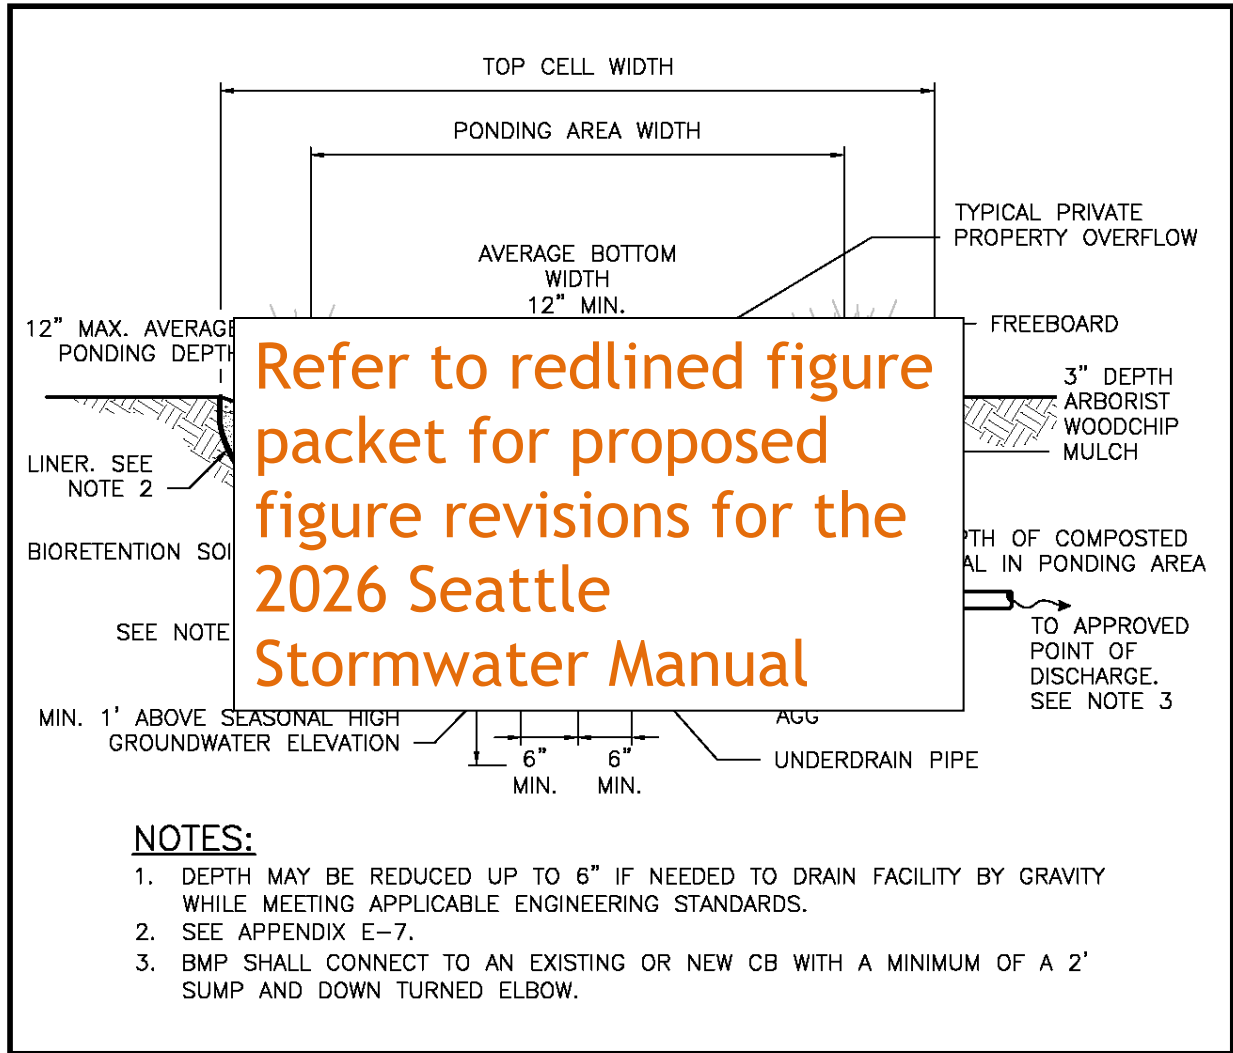 TOP CELL WIDTH
PONDING AREA WIDTH
TYPICAL PRIVATE
PROPERTY OVERFLOW
AVERAGE BOTTOM
WIDTH
12" MIN.
12" MAX. AVERAGE
PONDING DEPTH
FREEBOARD
3" DEPTH
ARBORIST
WOODCHIP
MULCH
LINER. SEE
NOTE 2
Refer to redlined figure
packet for proposed
figure revisions for the
2026 Seattle
Stormwater Manual
BIORETENTION
OF COMPOSTED
IN PONDING AREA
SEE NOTE
TO APPROVED
POINT OF
DISCHARGE.
SEE NOTE 3
MIN. 1' ABOVE SEASONAL HIGH
GROUNDWATER ELEVATION
AGG
6"
MIN.
6"
MIN.
UNDERDRAIN PIPE
NOTES:
1. DEPTH MAY BE REDUCED UP TO 6" IF NEEDED TO DRAIN FACILITY BY GRAVITY
WHILE MEETING APPLICABLE ENGINEERING STANDARDS.
2. SEE APPENDIX E-7.
3. BMP SHALL CONNECT TO AN EXISTING OR NEW CB WITH A MINIMUM OF A 2'
SUMP AND DOWN TURNED ELBOW.